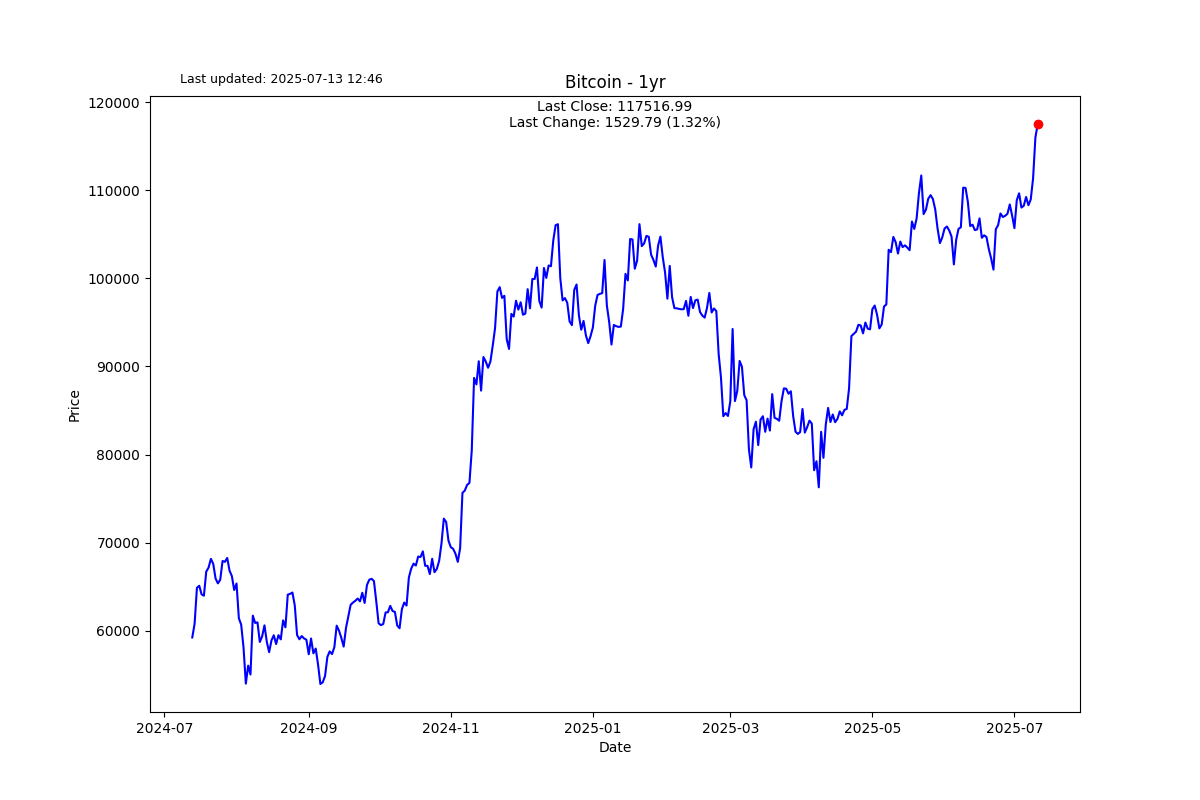 Last updated: 2025-07-13 12:46
Bitcoin - 1yr
Last Close: 117516.99
Last Change: 1529.79 (1.32%)
120000
110000
100000
90000
80000
70000
60000
Price
2024-07
2024-09
2024-11
2025-01
2025-03
2025-05
2025-07
Date